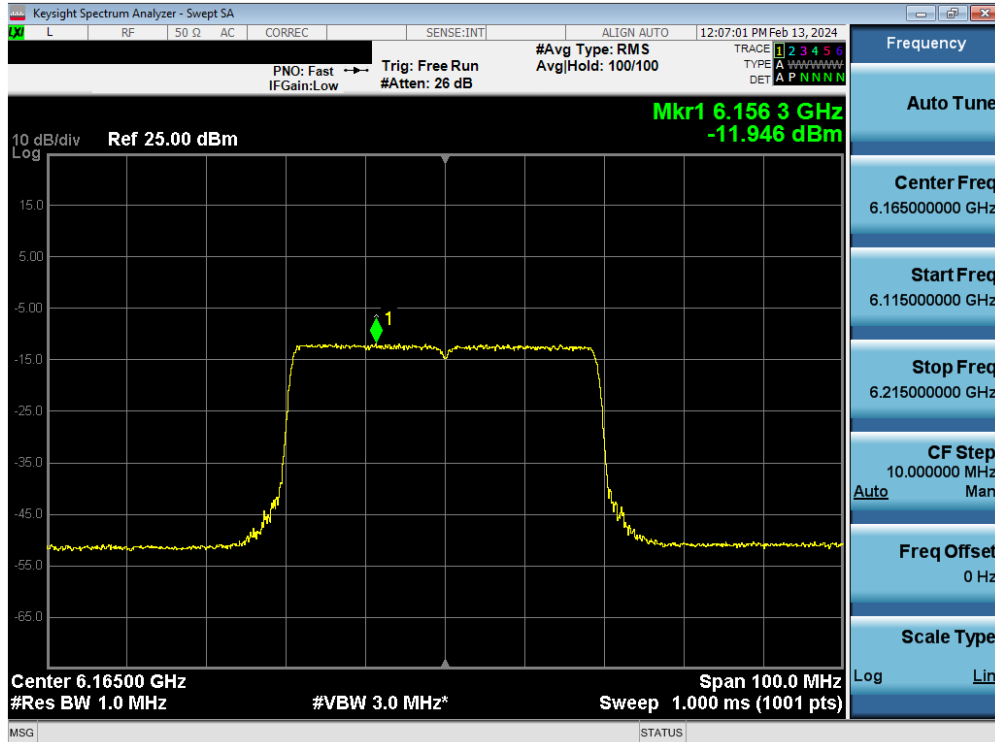 Keysight Spectrum Analyzer - Swept SA
LXI L RF 50 Ω AC CORREC SENSE:INT ALIGN AUTO 12:07:01 PM Feb 13, 2024
Frequency
PNO: Fast
IFGain:Low
Trig: Free Run
#Atten: 26 dB
#Avg Type: RMS
Avg|Hold: 100/100
TRACE 1 2 3 4 5 6
TYPE A WWWWW
DET A P N N N N
Auto Tune
Mkr1 6.156 3 GHz
-11.946 dBm
10 dB/div Ref 25.00 dBm
Log
15.0
5.00
-5.00
-15.0
-25.0
-35.0
-45.0
-55.0
-65.0
1
Center Freq
6.165000000 GHz
Start Freq
6.115000000 GHz
Stop Freq
6.215000000 GHz
CF Step
10.000000 MHz
Auto Man
Freq Offset
0 Hz
Scale Type
Log Lin
Center 6.16500 GHz Span 100.0 MHz
#Res BW 1.0 MHz #VBW 3.0 MHz* Sweep 1.000 ms (1001 pts)
MSG STATUS